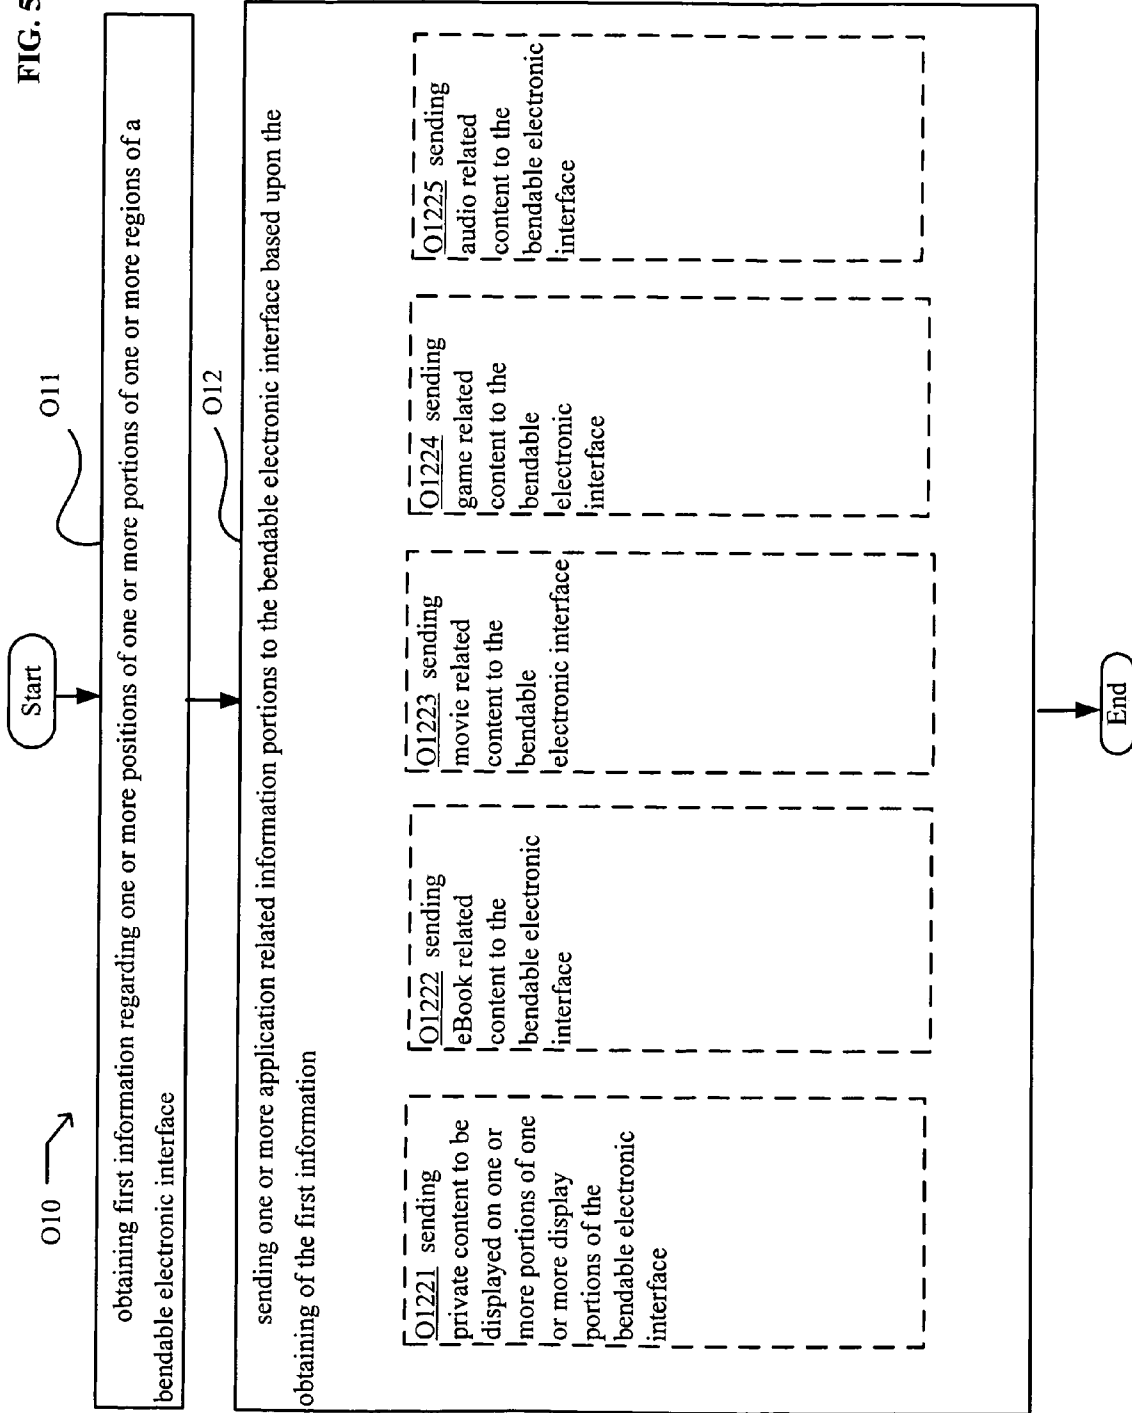 FIG. 5
O10
Start
O11
obtaining first information regarding one or more positions of one or more portions of one or more regions of a
bendable electronic interface
O12
sending one or more application related information portions to the bendable electronic interface based upon the
obtaining of the first information
O1221 sending
private content to be
displayed on one or
more portions of one
or more display
portions of the
bendable electronic
interface
O1222 sending
eBook related
content to the
bendable electronic
interface
O1223 sending
movie related
content to the
bendable
electronic interface
O1224 sending
game related
content to the
bendable
electronic
interface
O1225 sending
audio related
content to the
bendable electronic
interface
End